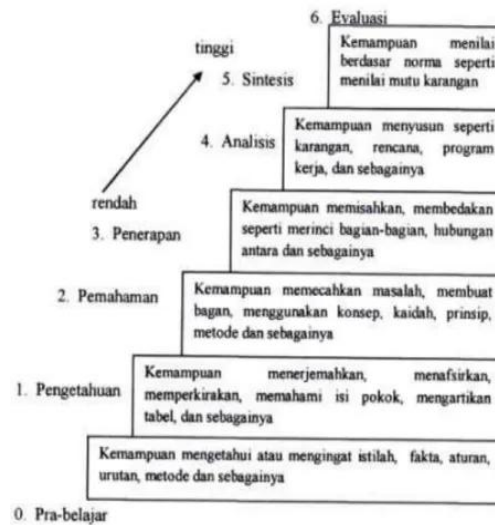 6. Evaluasi
tinggi
Kemampuan menilai
berdasar norma seperti
menilai mutu karangan
5. Sintesis
Kemampuan menyusun seperti
karangan, rencana, program
kerja, dan sebagainya
4. Analisis
rendah
Kemampuan memisahkan, membedakan
seperti merinci bagian-bagian, hubungan
antara dan sebagainya
3. Penerapan
Kemampuan memecahkan masalah, membuat
bagan, menggunakan konsep, kaidah, prinsip,
metode dan sebagainya
2. Pemahaman
Kemampuan menerjemahkan, menafsirkan,
memperkirakan, memahami isi pokok, mengartikan
tabel, dan sebagainya
1. Pengetahuan
Kemampuan mengetahui atau mengingat istilah, fakta, aturan,
urutan, metode dan sebagainya
0. Pra-belajar